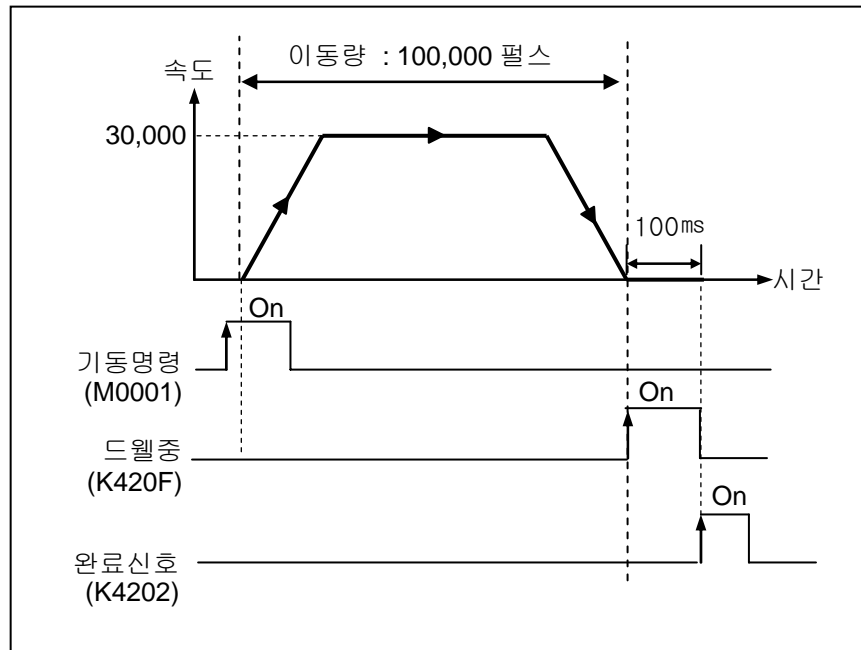 이동량 : 100,000 펄스
속도
30,000
100㎳
시간
On
기동명령
(M0001)
On
드웰중
(K420F)
On
완료신호
(K4202)